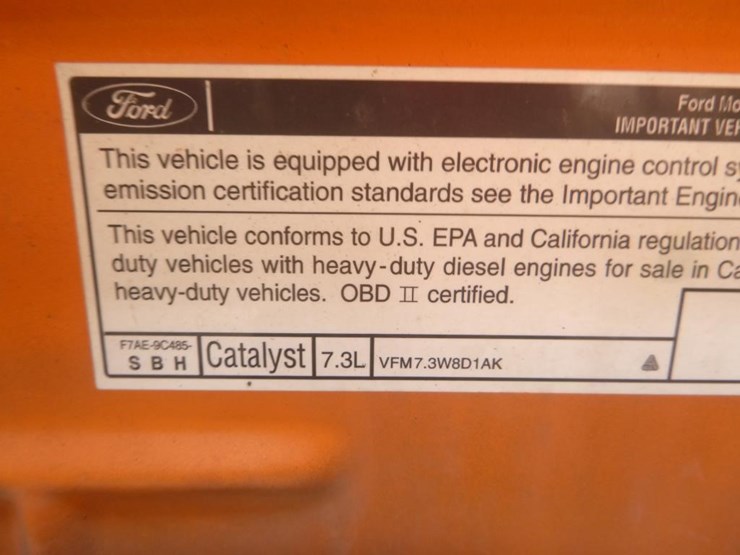 Ford
Ford Mo
IMPORTANT VE
This vehicle is equipped with electronic engine control s
emission certification standards see the Important Engin
This vehicle conforms to U.S. EPA and California regulation
duty vehicles with heavy-duty diesel engines for sale in Ca
heavy-duty vehicles. OBD II certified.
F7AE-9C485-
SBH
Catalyst
7.3L
VFM7.3W8D1AK